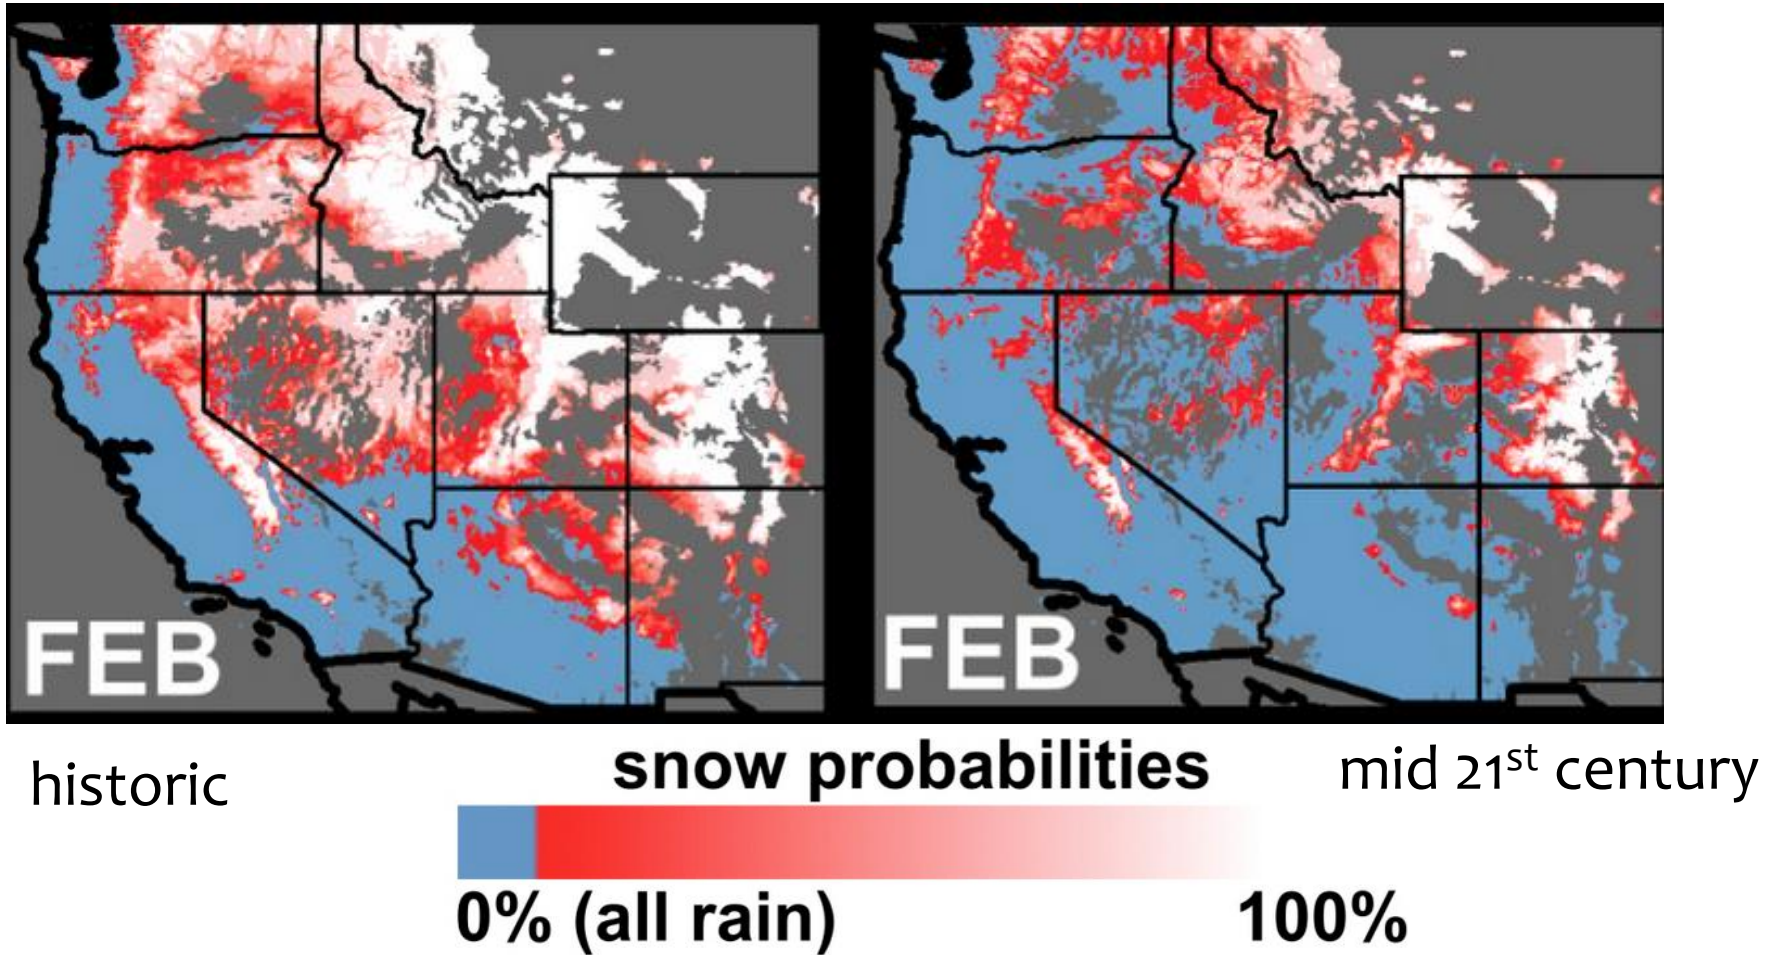 FEB
FEB
historic
snow probabilities
mid 21st century
0% (all rain)
100%